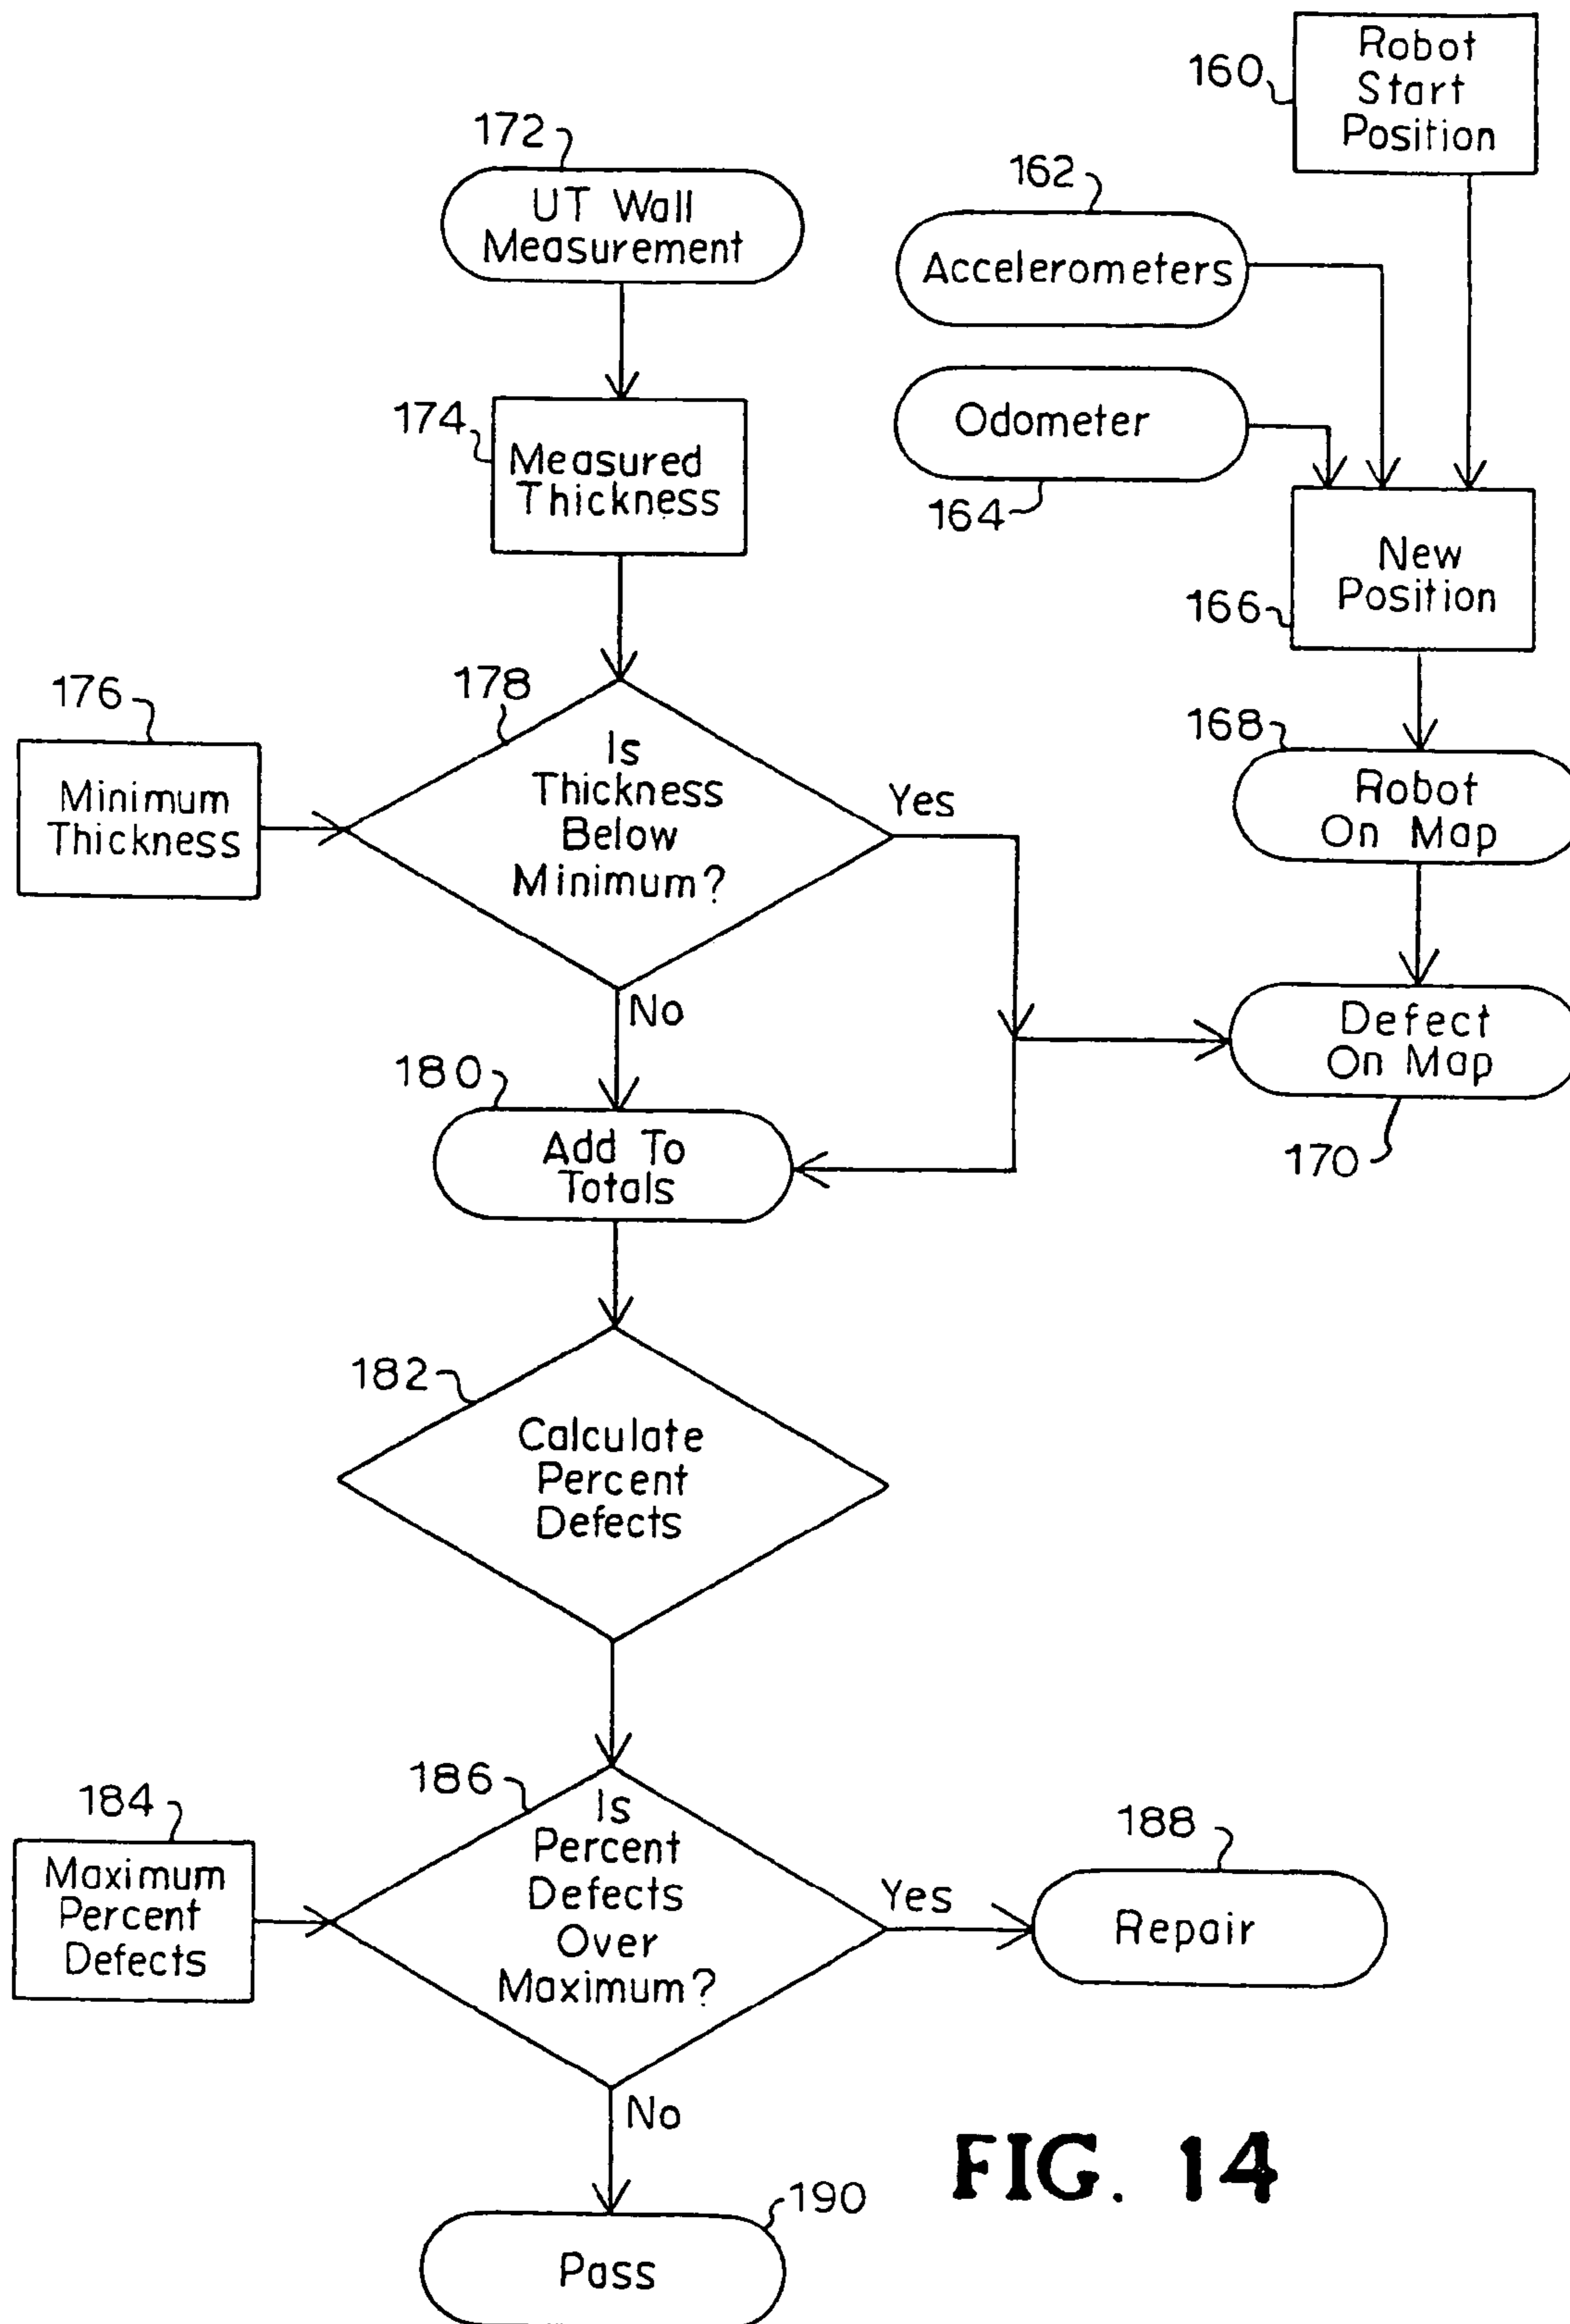 160
Robot
Start
Position
172
UT Wall
Measurement
162
Accelerometers
174
Measured
Thickness
Odometer
164
New
Position
166
176
Minimum
Thickness
178
Is
Thickness
Below
Minimum?
Yes
No
168
Robot
On Map
Defect
On Map
170
180
Add To
Totals
182
Calculate
Percent
Defects
184
Maximum
Percent
Defects
186
Is
Percent
Defects
Over
Maximum?
Yes
188
Repair
No
190
Pass
FIG. 14